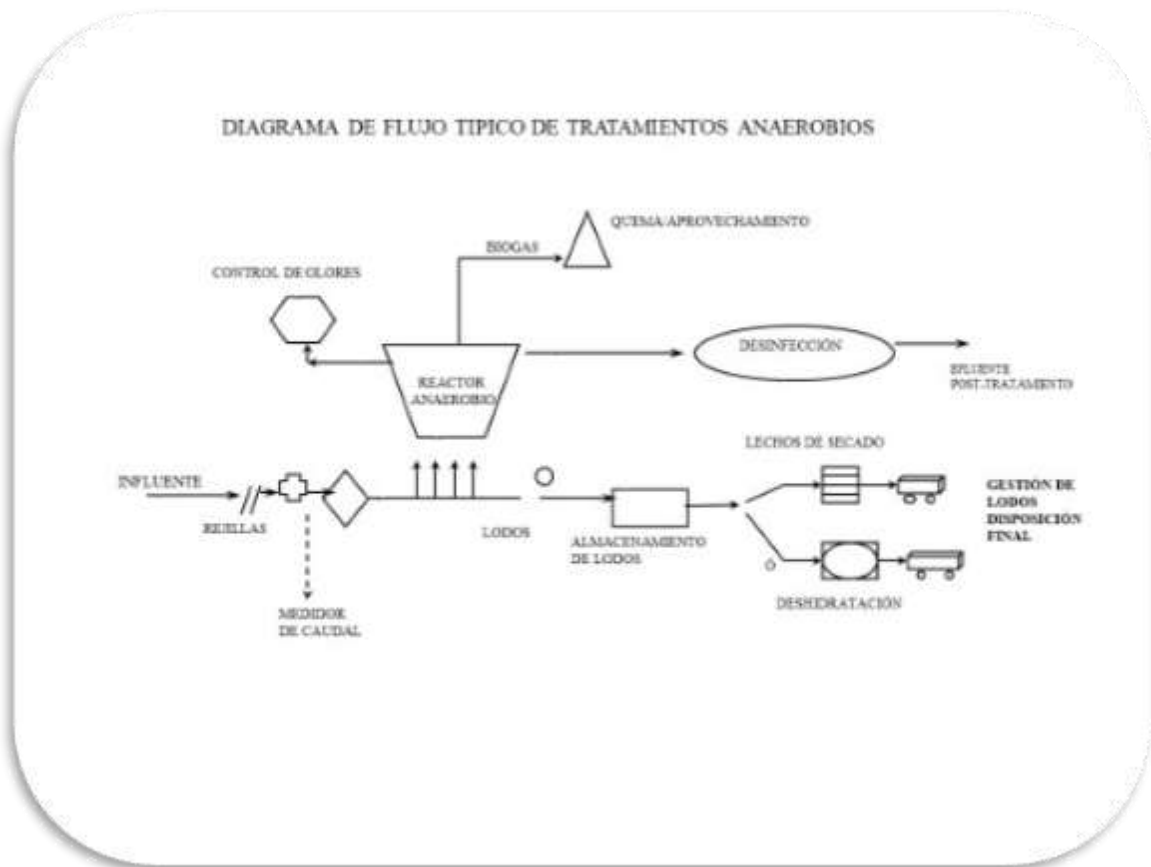 DIAGRAMA DE FLUJO TIPICO DE TRATAMIENTOS ANAEROBIOS
QUEMA/APROVECHAMIENTO
BIOGAS
CONTROL DE OLORES
DESINFECCIÓN
REACTOR
ANAEROBIO
EFLUENTE
POST-TRATAMIENTO
LECHOS DE SECADO
INFLUENTE
GESTIÓN DE
LODOS
DISPOSICIÓN
FINAL
LODOS
ALMACENAMIENTO
DE LODOS
DESHIDRATACIÓN
MEDIDOR
DE CAUDAL